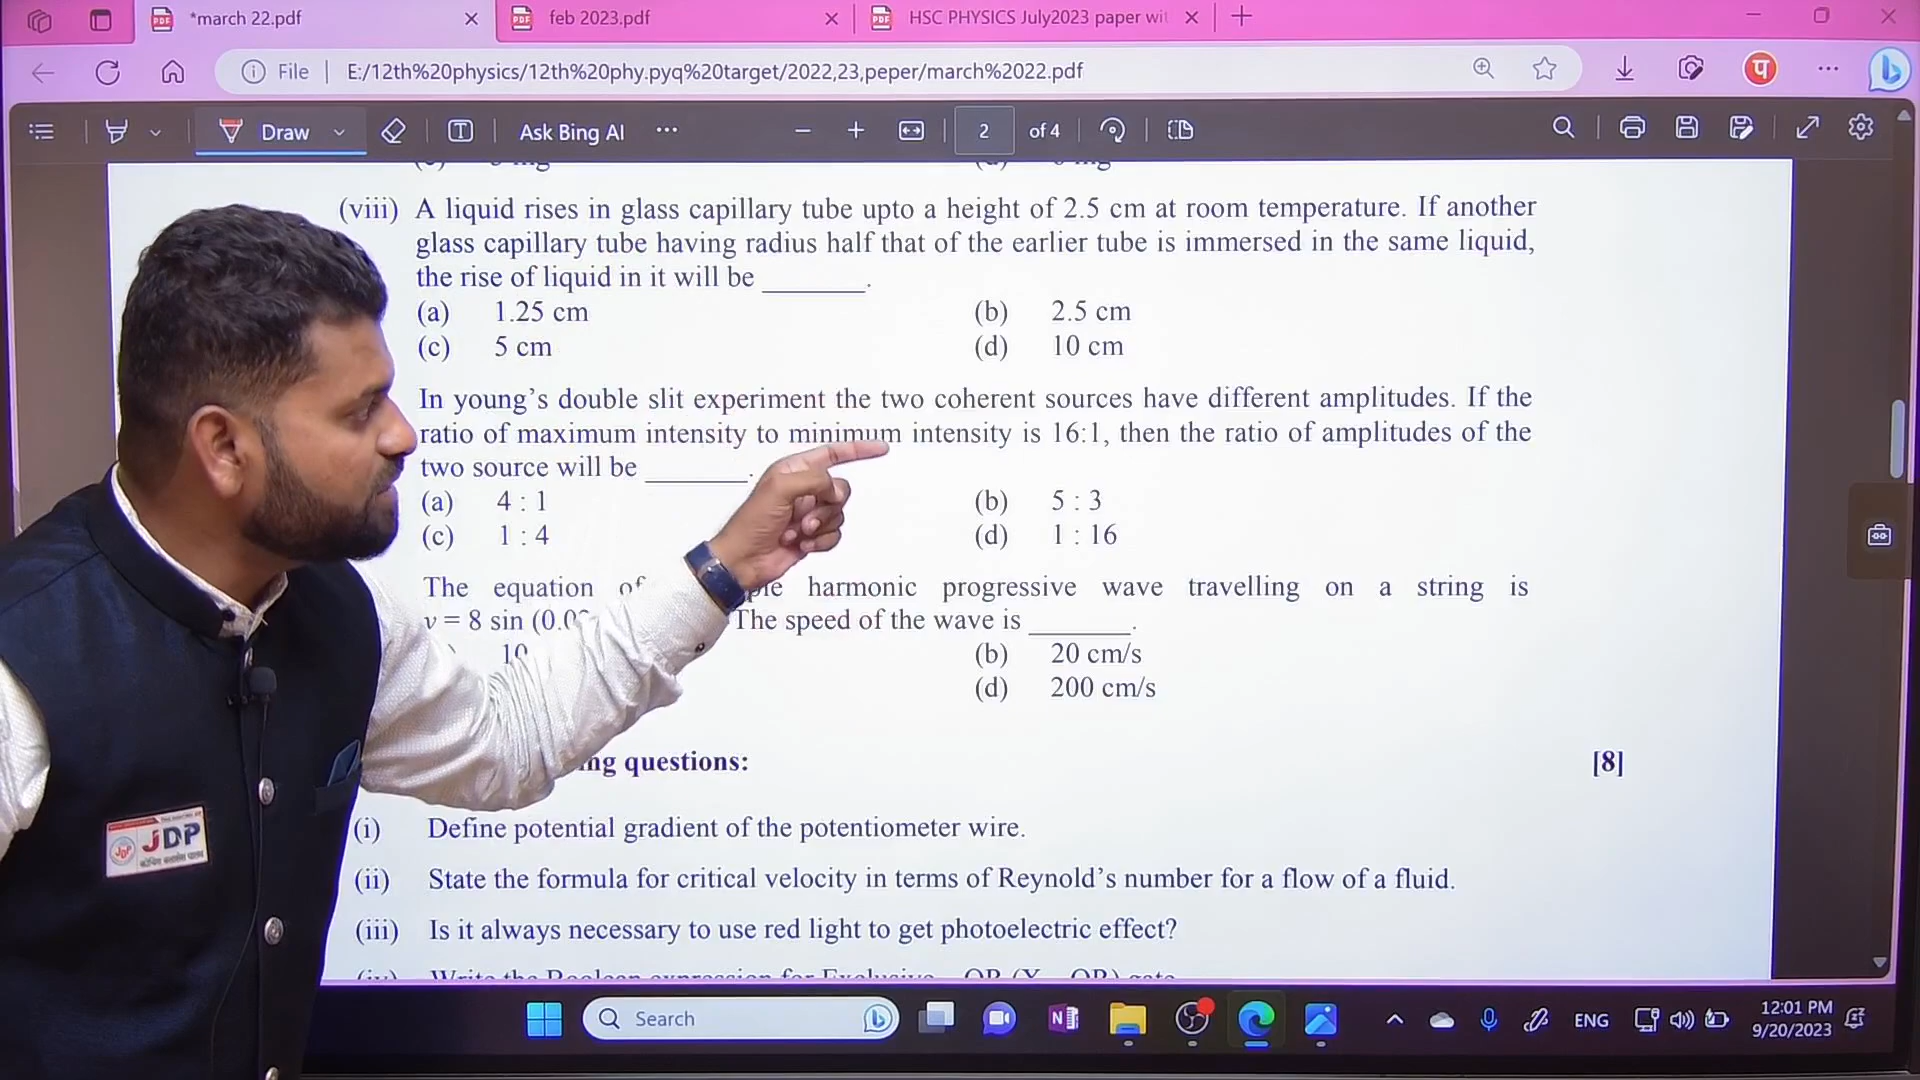 *march 22.pdf
feb 2023.pdf
HSC PHYSICS July2023 paper wit
File
E:/12th%20physics/12th%20phy.pyq%20target/2022,23,peper/march%2022.pdf
प
Draw
Ask Bing AI
2 of 4
(viii) A liquid rises in glass capillary tube upto a height of 2.5 cm at room temperature. If another
glass capillary tube having radius half that of the earlier tube is immersed in the same liquid,
the rise of liquid in it will be ________.
(a) 1.25 cm (b) 2.5 cm
(c) 5 cm (d) 10 cm
In young's double slit experiment the two coherent sources have different amplitudes. If the
ratio of maximum intensity to minimum intensity is 16:1, then the ratio of amplitudes of the
two source will be ________.
(a) 4 : 1 (b) 5 : 3
(c) 1 : 4 (d) 1 : 16
The equation harmonic progressive wave travelling on a string is
= 8 sin (0.0 The speed of the wave is ________.
10 (b) 20 cm/s
(d) 200 cm/s
questions: [8]
(i) Define potential gradient of the potentiometer wire.
(ii) State the formula for critical velocity in terms of Reynold's number for a flow of a fluid.
(iii) Is it always necessary to use red light to get photoelectric effect?
JDP
Search
ENG
12:01 PM
9/20/2023